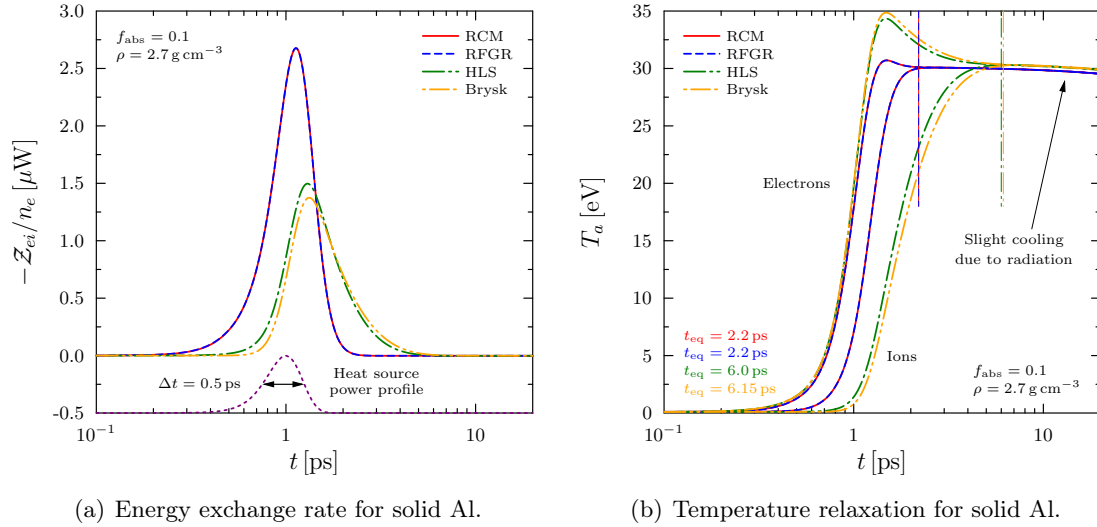 f_abs = 0.1
ρ = 2.7 g cm⁻³
RCM
RFGR
HLS
Brysk
3.0
2.5
2.0
1.5
1.0
0.5
0.0
-0.5
−𝒵_ei/n_e [µW]
Δt = 0.5 ps
Heat source
power profile
10⁻¹
1
10
t [ps]
(a) Energy exchange rate for solid Al.
RCM
RFGR
HLS
Brysk
35
30
25
20
15
10
5
0
T_a [eV]
Electrons
Slight cooling
due to radiation
t_eq = 2.2 ps
t_eq = 2.2 ps
t_eq = 6.0 ps
t_eq = 6.15 ps
Ions
f_abs = 0.1
ρ = 2.7 g cm⁻³
10⁻¹
1
10
t [ps]
(b) Temperature relaxation for solid Al.